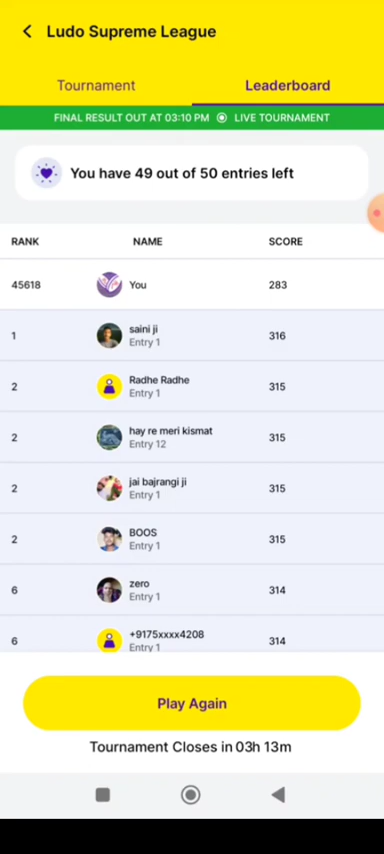 Ludo Supreme League
Tournament Leaderboard
FINAL RESULT OUT AT 03:10 PM LIVE TOURNAMENT
You have 49 out of 50 entries left
RANK NAME SCORE
45618 You 283
1 saini ji 316
Entry 1
2 Radhe Radhe 315
Entry 1
2 hay re meri kismat 315
Entry 12
2 jai bajrangi ji 315
Entry 1
2 BOOS 315
Entry 1
6 zero 314
Entry 1
6 +9175xxxx4208 314
Entry 1
Play Again
Tournament Closes in 03h 13m